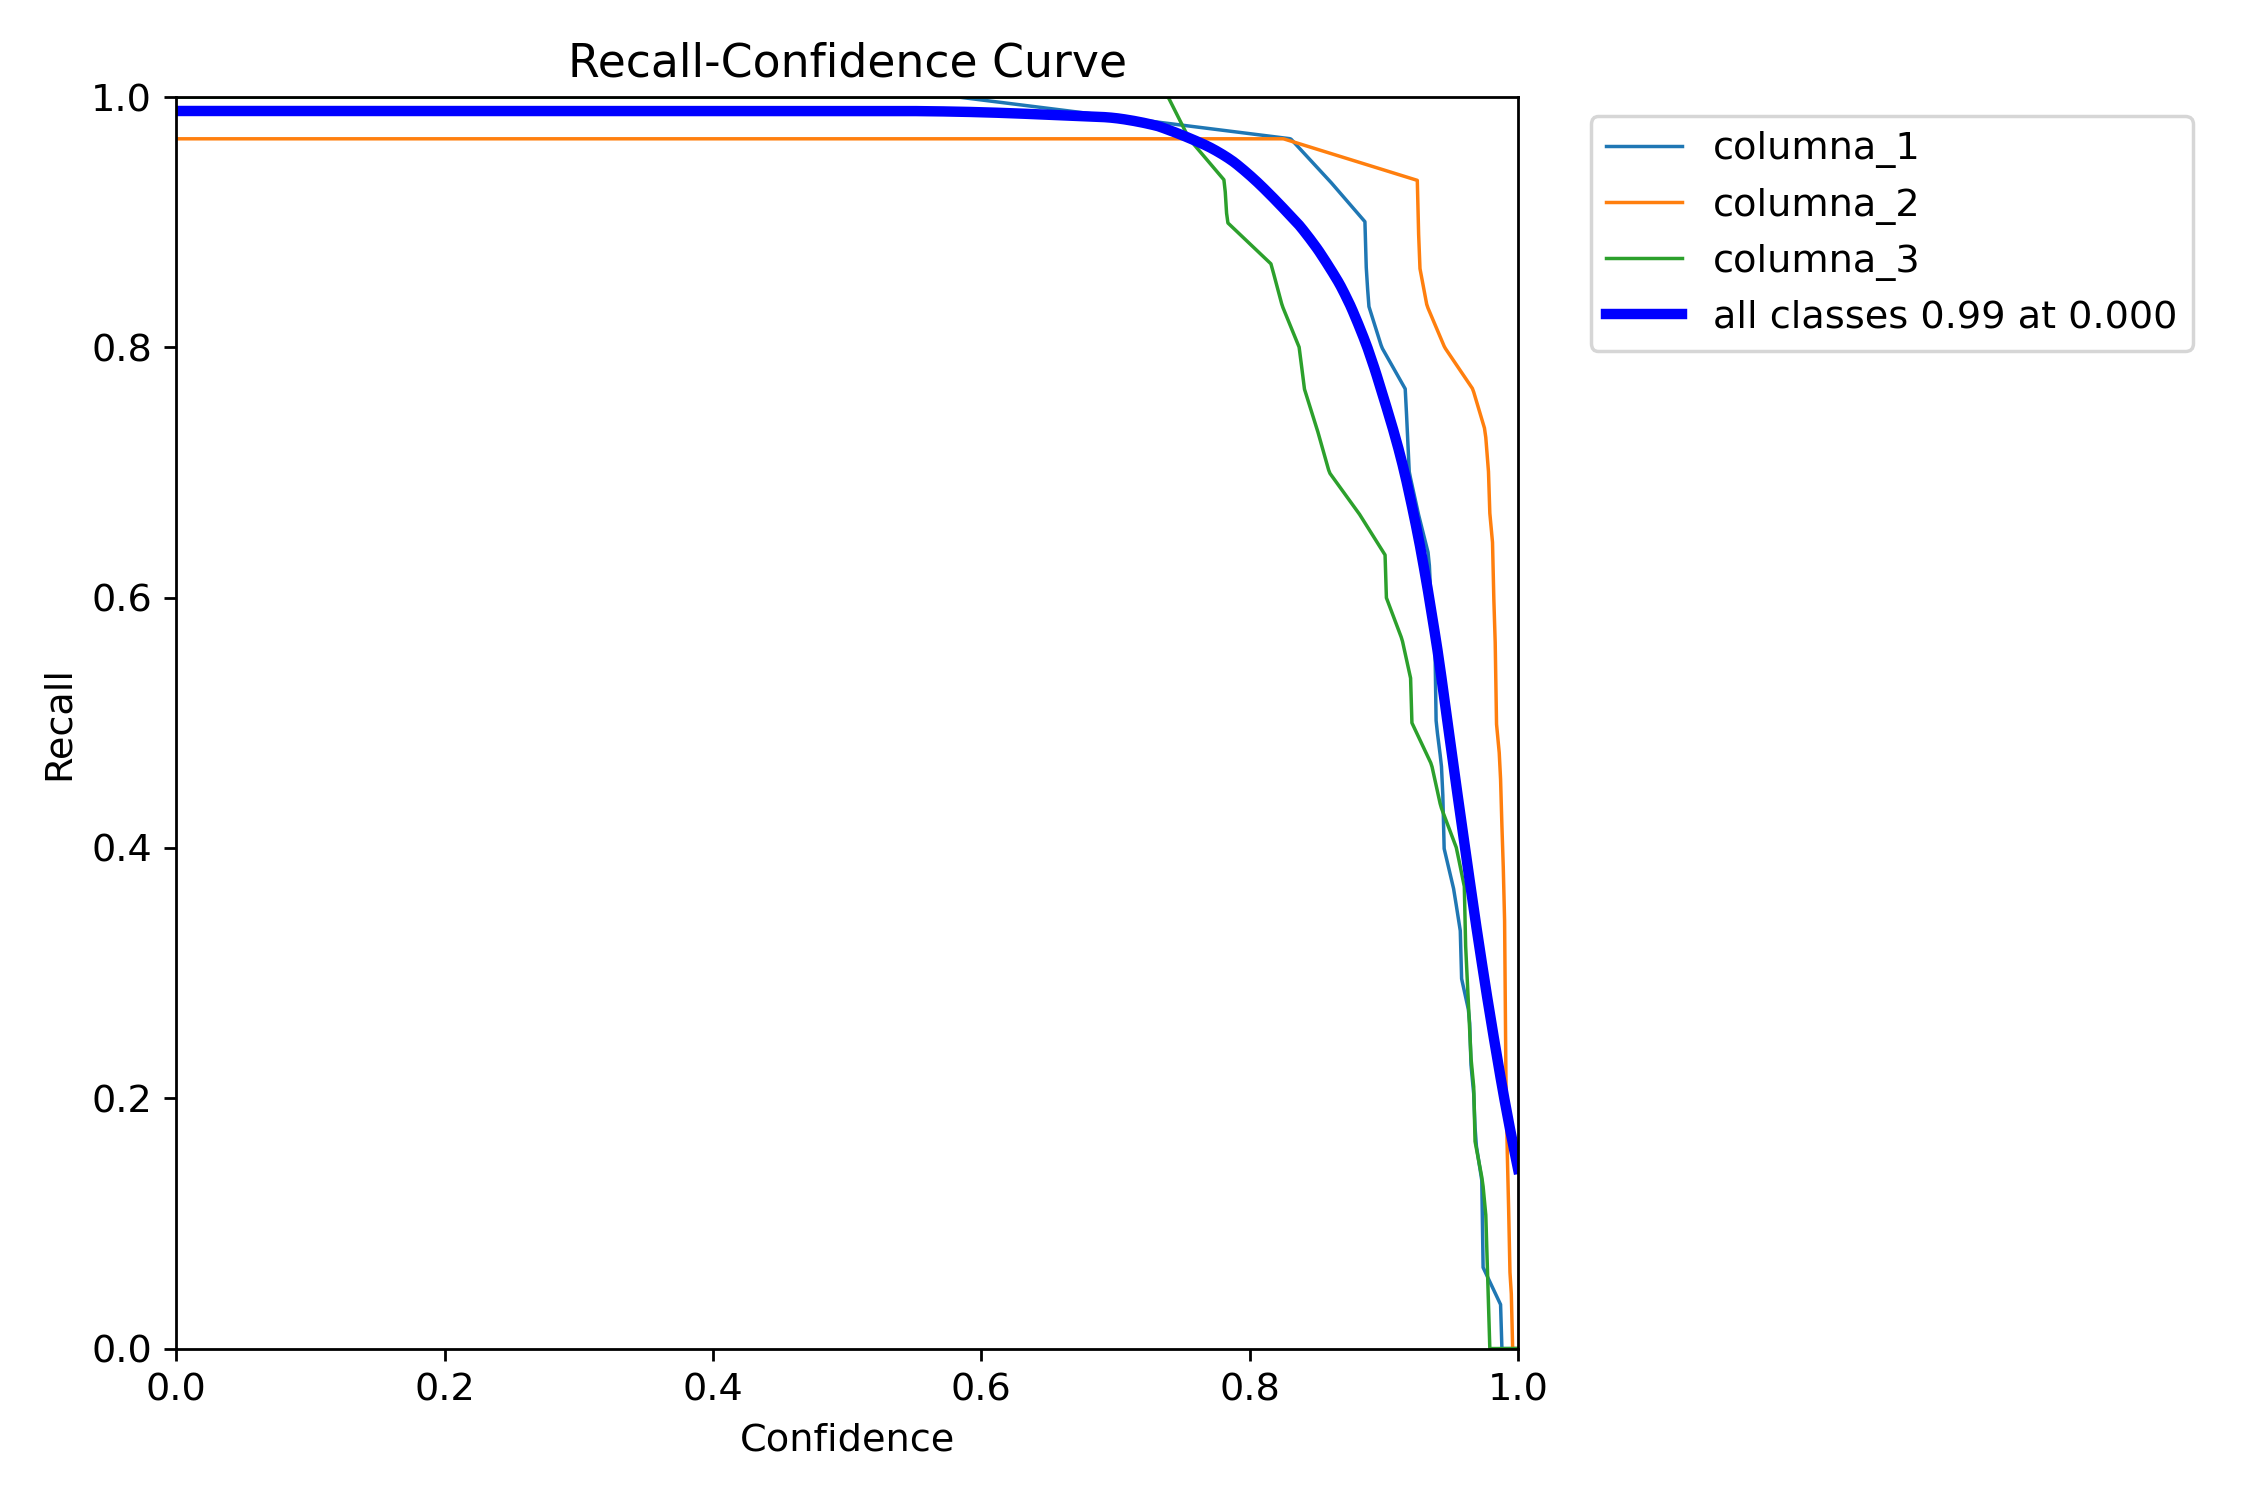 Recall-Confidence Curve
1.0
0.8
0.6
0.4
0.2
0.0
Recall
0.0 0.2 0.4 0.6 0.8 1.0
Confidence
columna_1
columna_2
columna_3
all classes 0.99 at 0.000